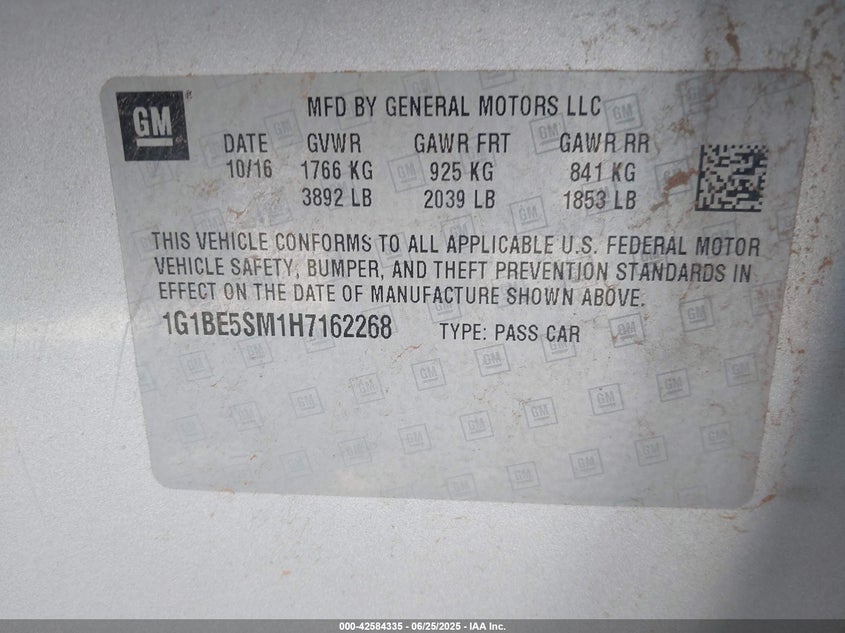 GM
MFD BY GENERAL MOTORS LLC
DATE GVWR GAWR FRT GAWR RR
10/16 1766 KG 925 KG 841 KG
3892 LB 2039 LB 1853 LB
THIS VEHICLE CONFORMS TO ALL APPLICABLE U.S. FEDERAL MOTOR
VEHICLE SAFETY, BUMPER, AND THEFT PREVENTION STANDARDS IN
EFFECT ON THE DATE OF MANUFACTURE SHOWN ABOVE.
1G1BE5SM1H7162268 TYPE: PASS CAR
000-42584335 - 06/25/2025 - IAA Inc.